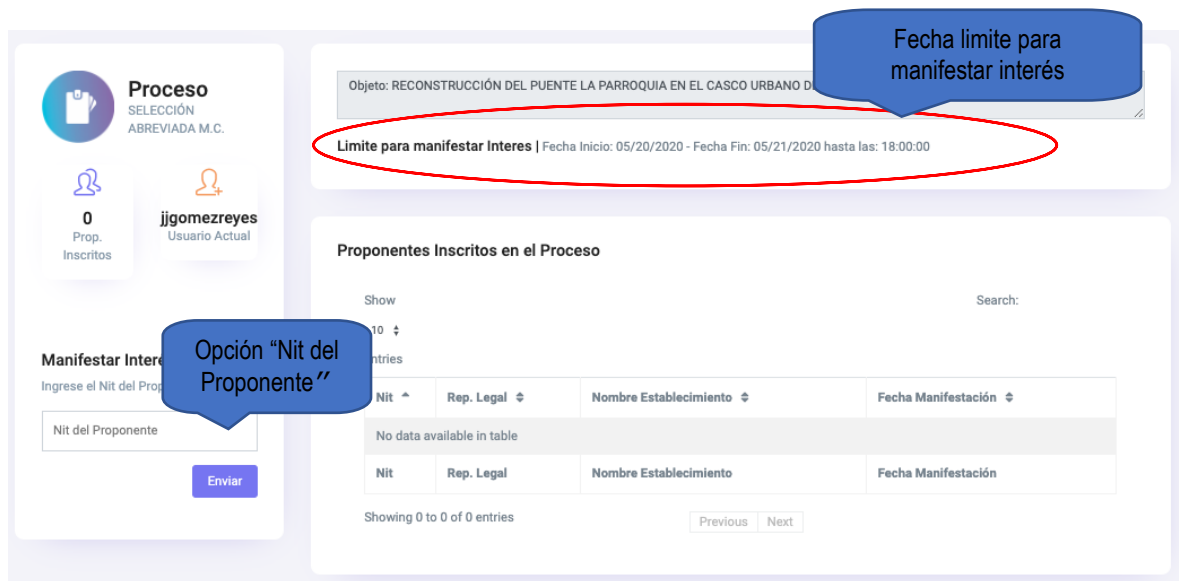 Fecha limite para
manifestar interés
Proceso
SELECCIÓN
ABREVIADA M.C.
0
Prop.
Inscritos
jjgomezreyes
Usuario Actual
Manifestar
Ingrese el Nit del
Opción “Nit del
Proponente”
Nit del Proponente
Enviar
Objeto: RECONSTRUCCIÓN DEL PUENTE LA PARROQUIA EN EL CASCO URBANO
Limite para manifestar Interes | Fecha Inicio: 05/20/2020 - Fecha Fin: 05/21/2020 hasta las: 18:00:00
Proponentes Inscritos en el Proceso
Show
Search:
10
Nit Rep. Legal Nombre Establecimiento Fecha Manifestación
No data available in table
Nit Rep. Legal Nombre Establecimiento Fecha Manifestación
Showing 0 to 0 of 0 entries
Previous Next